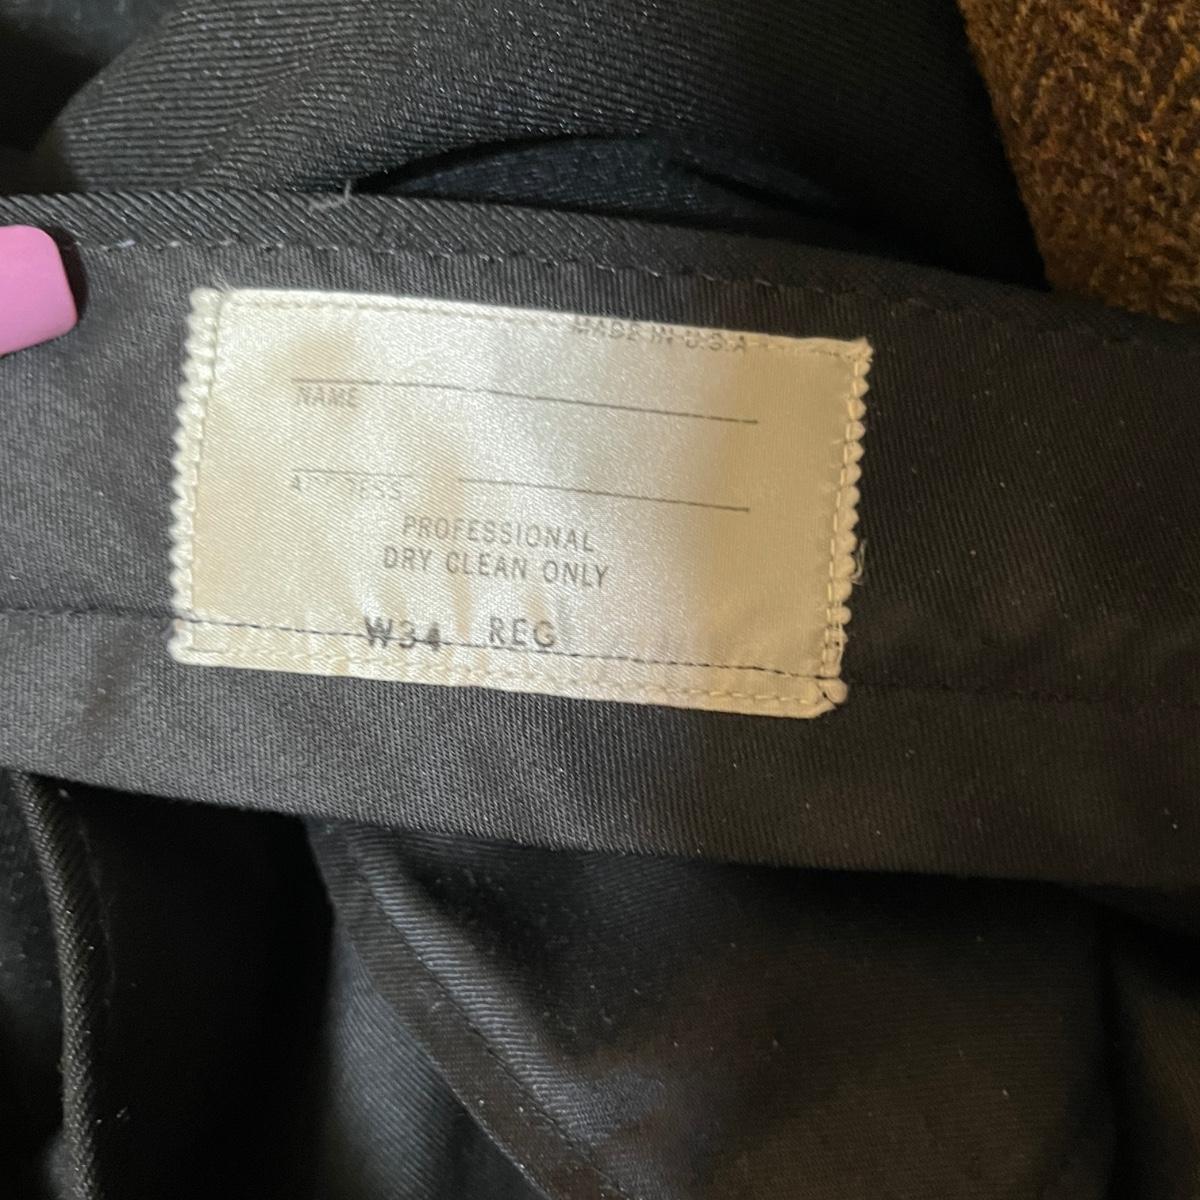 MADE IN U.S.A
NAME
ADDRESS
PROFESSIONAL
DRY CLEAN ONLY
W34 REG